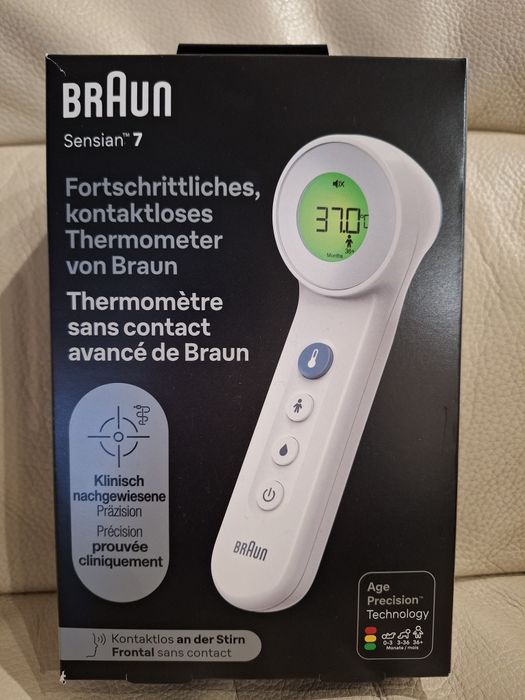 BRAUN
Sensian™ 7
Fortschrittliches,
kontaktloses
Thermometer
von Braun
Thermomètre
sans contact
avancé de Braun
37.0°C
36+
Months
Klinisch
nachgewiesene
Präzision
Précision
prouvée
cliniquement
BRAUN
Kontaktlos an der Stirn
Frontal sans contact
Age
Precision™
Technology
0-3 3-36 36+
Monate / mois